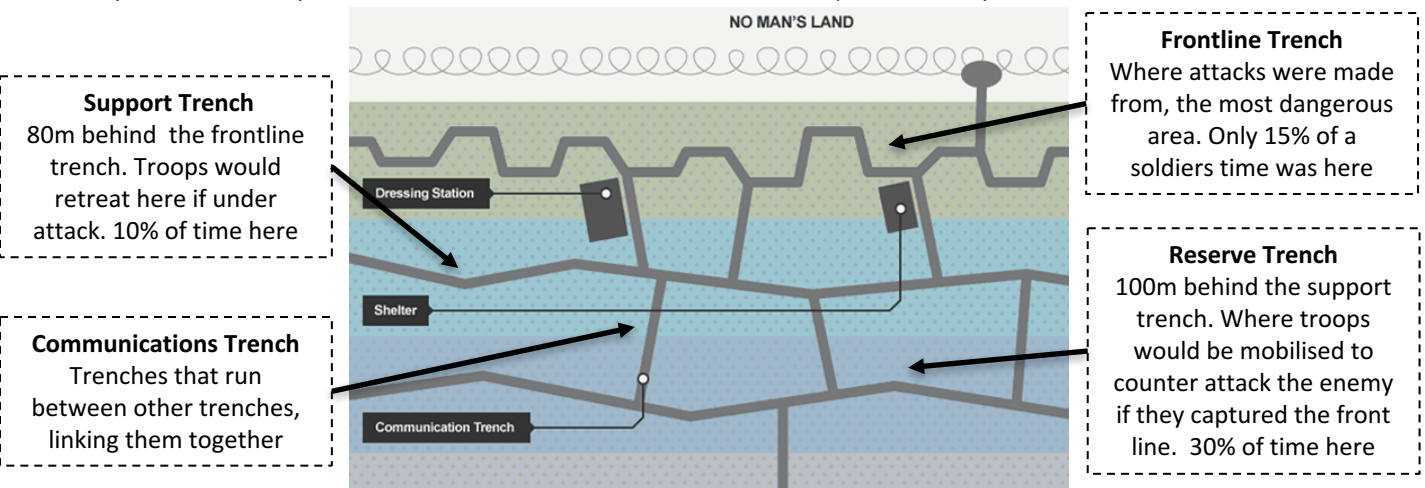 NO MAN'S LAND
Support Trench
80m behind the frontline
trench. Troops would
retreat here if under
attack. 10% of time here
Communications Trench
Trenches that run
between other trenches,
linking them together
Dressing Station
Shelter
Communication Trench
Frontline Trench
Where attacks were made
from, the most dangerous
area. Only 15% of a
soldiers time was here
Reserve Trench
100m behind the support
trench. Where troops
would be mobilised to
counter attack the enemy
if they captured the front
line. 30% of time here